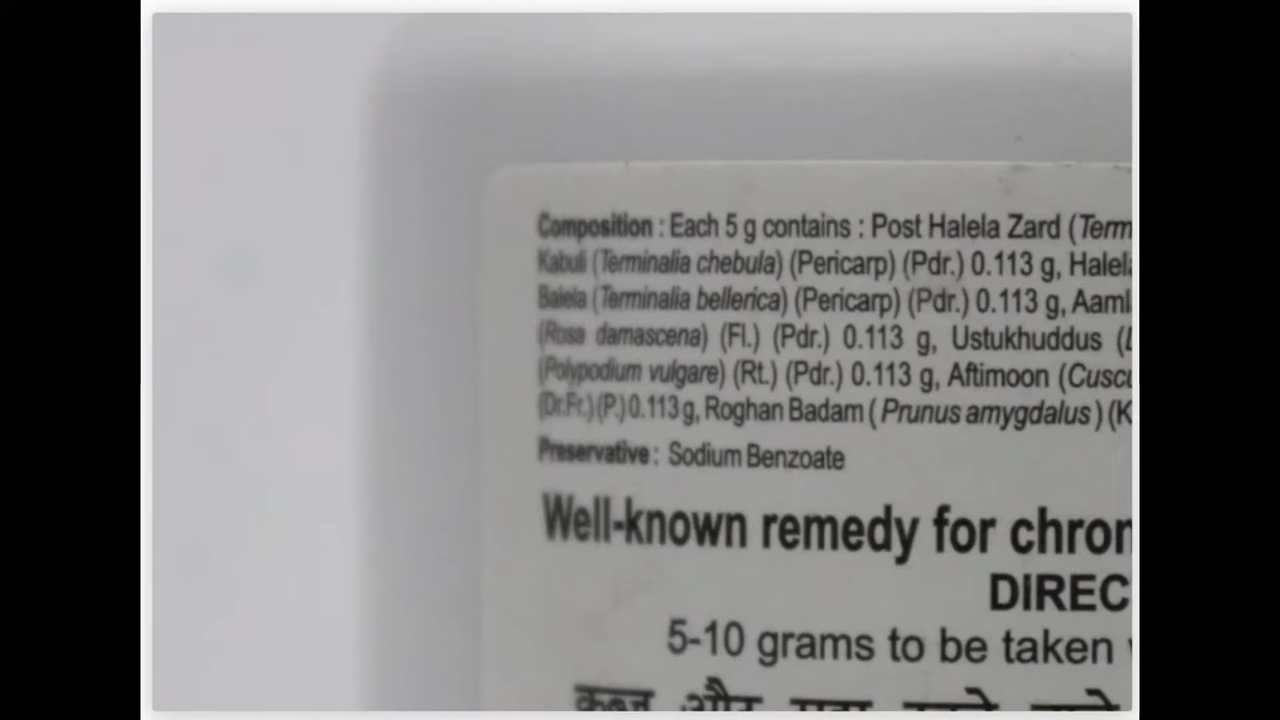 Composition : Each 5 g contains : Post Halela Zard (Term
Kabuli (Terminalia chebula) (Pericarp) (Pdr.) 0.113 g, Halel
Balela (Terminalia bellerica) (Pericarp) (Pdr.) 0.113 g, Aaml
(Rosa damascena) (Fl.) (Pdr.) 0.113 g, Ustukhuddus (
(Polypodium vulgare) (Rt.) (Pdr.) 0.113 g, Aftimoon (Cuscu
(Dr.Fr.) (P.) 0.113 g, Roghan Badam ( Prunus amygdalus ) (K
Preservative : Sodium Benzoate
Well-known remedy for chron
DIREC
5-10 grams to be taken
कब्ज और